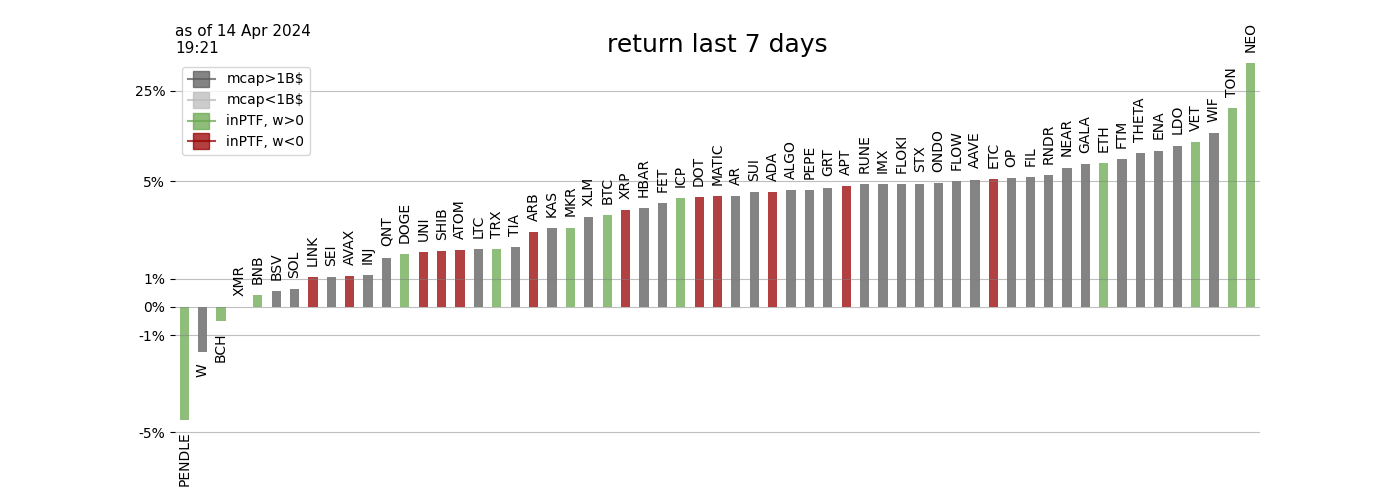 as of 14 Apr 2024
19:21
return last 7 days
mcap>1B$
mcap<1B$
inPTF, w>0
inPTF, w<0
25%
5%
1%
0%
-1%
-5%
PENDLE
W
BCH
XMR
BNB
BSV
SOL
LINK
SEI
AVAX
INJ
QNT
DOGE
UNI
SHIB
ATOM
LTC
TRX
TIA
ARB
KAS
MKR
XLM
BTC
XRP
HBAR
FET
ICP
DOT
MATIC
AR
SUI
ADA
ALGO
PEPE
GRT
APT
RUNE
IMX
FLOKI
STX
ONDO
FLOW
AAVE
ETC
OP
FIL
RNDR
NEAR
GALA
ETH
FTM
THETA
ENA
LDO
VET
WIF
TON
NEO